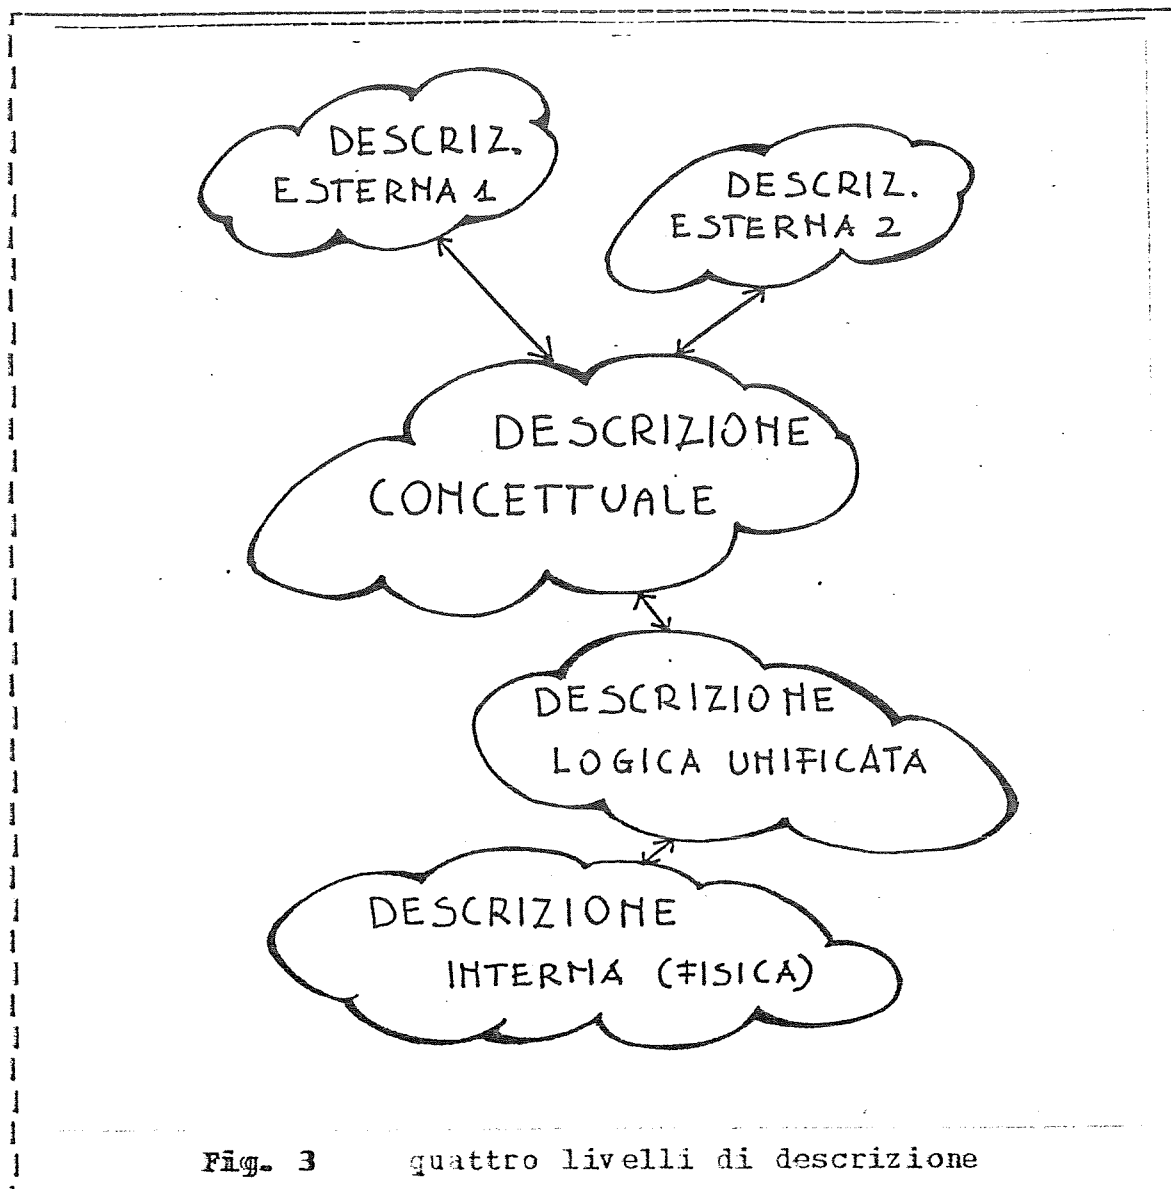 DESCRIZ.
ESTERNA 1
DESCRIZ.
ESTERNA 2
DESCRIZIONE
CONCETTUALE
DESCRIZIONE
LOGICA UNIFICATA
DESCRIZIONE
INTERNA (FISICA)
Fig. 3 quattro livelli di descrizione